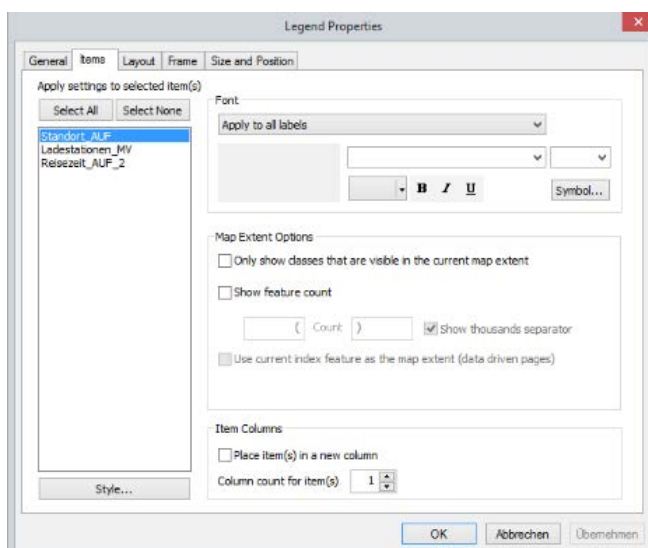 Legend Properties
General Items Layout Frame Size and Position
Apply settings to selected item(s)
Select All Select None
Standort_AUF
Ladestationen_MV
Reisezeit_AUF_2
Style...
Font
Apply to all labels
B I U
Symbol...
Map Extent Options
Only show classes that are visible in the current map extent
Show feature count
( Count ) Show thousands separator
Use current index feature as the map extent (data driven pages)
Item Columns
Place item(s) in a new column
Column count for item(s) 1
OK Abbrechen Übernehmen